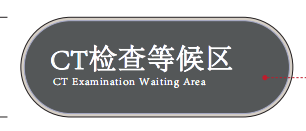 CT检查等候区
CT Examination Waiting Area